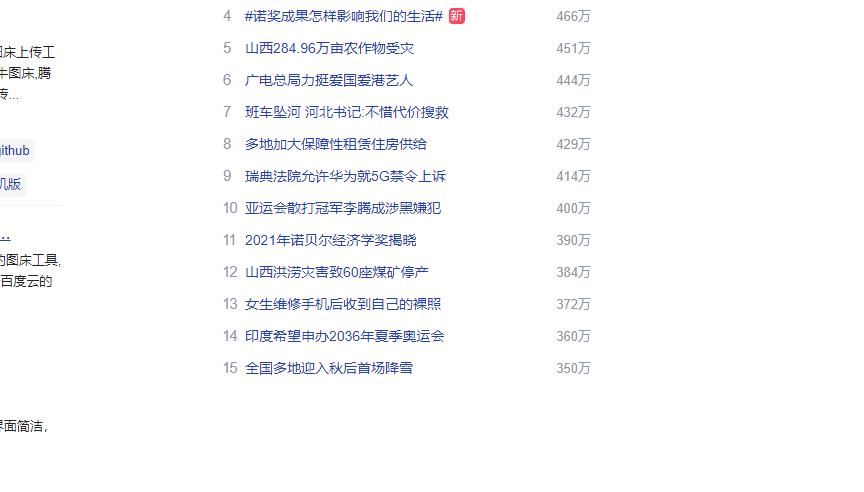 图床上传工
牛图床,腾
传...
github
机版
...
的图床工具,
百度云的
界面简洁,
4 #诺奖成果怎样影响我们的生活# 新 466万
5 山西284.96万亩农作物受灾 451万
6 广电总局力挺爱国爱港艺人 444万
7 班车坠河 河北书记:不惜代价搜救 432万
8 多地加大保障性租赁住房供给 429万
9 瑞典法院允许华为就5G禁令上诉 414万
10 亚运会散打冠军李腾成涉黑嫌犯 400万
11 2021年诺贝尔经济学奖揭晓 390万
12 山西洪涝灾害致60座煤矿停产 384万
13 女生维修手机后收到自己的裸照 372万
14 印度希望申办2036年夏季奥运会 360万
15 全国多地迎入秋后首场降雪 350万